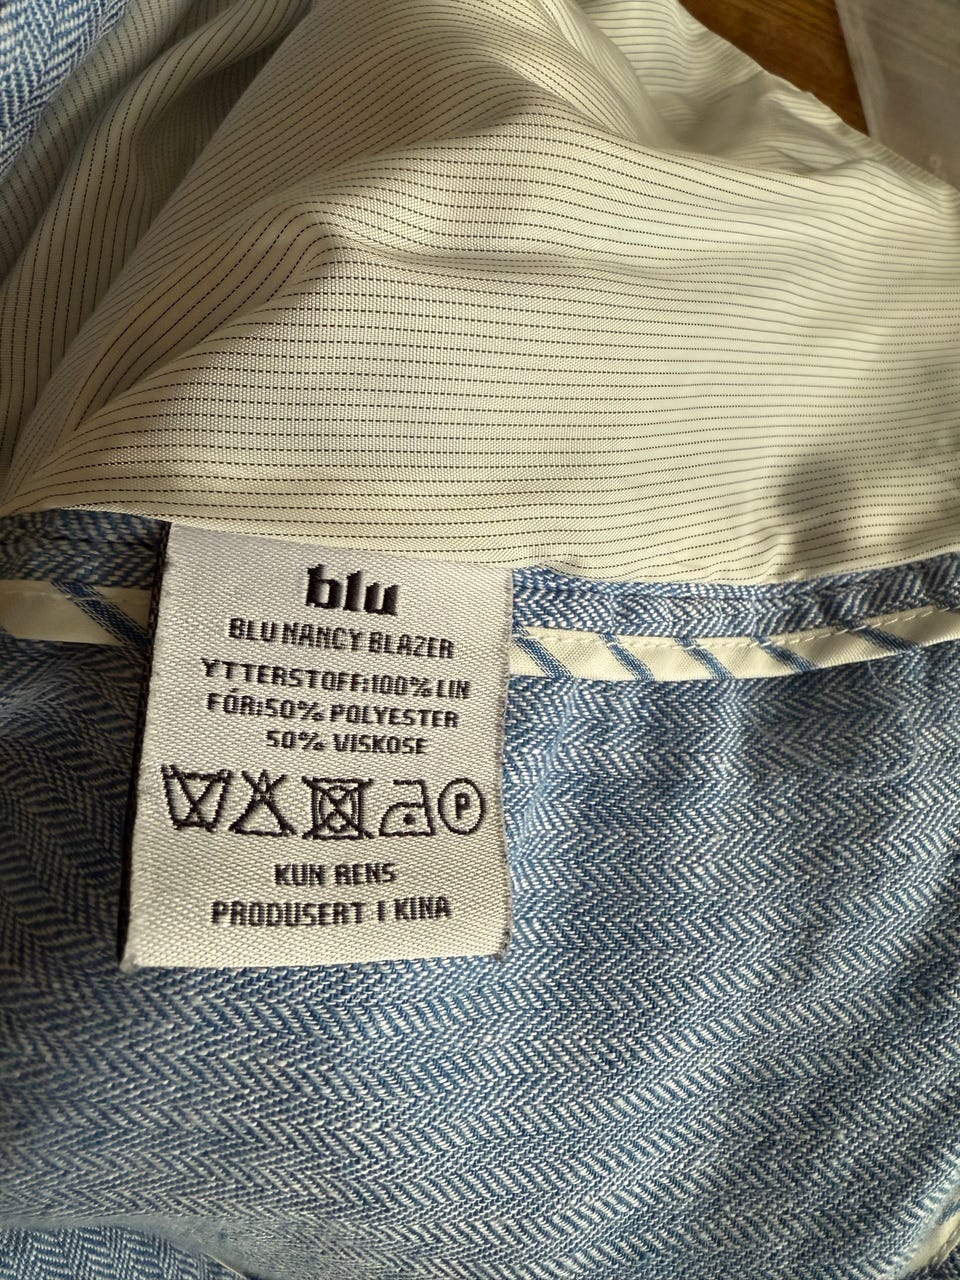 blu
BLU NANCY BLAZER
YTTERSTOFF:100% LIN
FÓR:50% POLYESTER
50% VISKOSE
P
KUN RENS
PRODUSERT I KINA